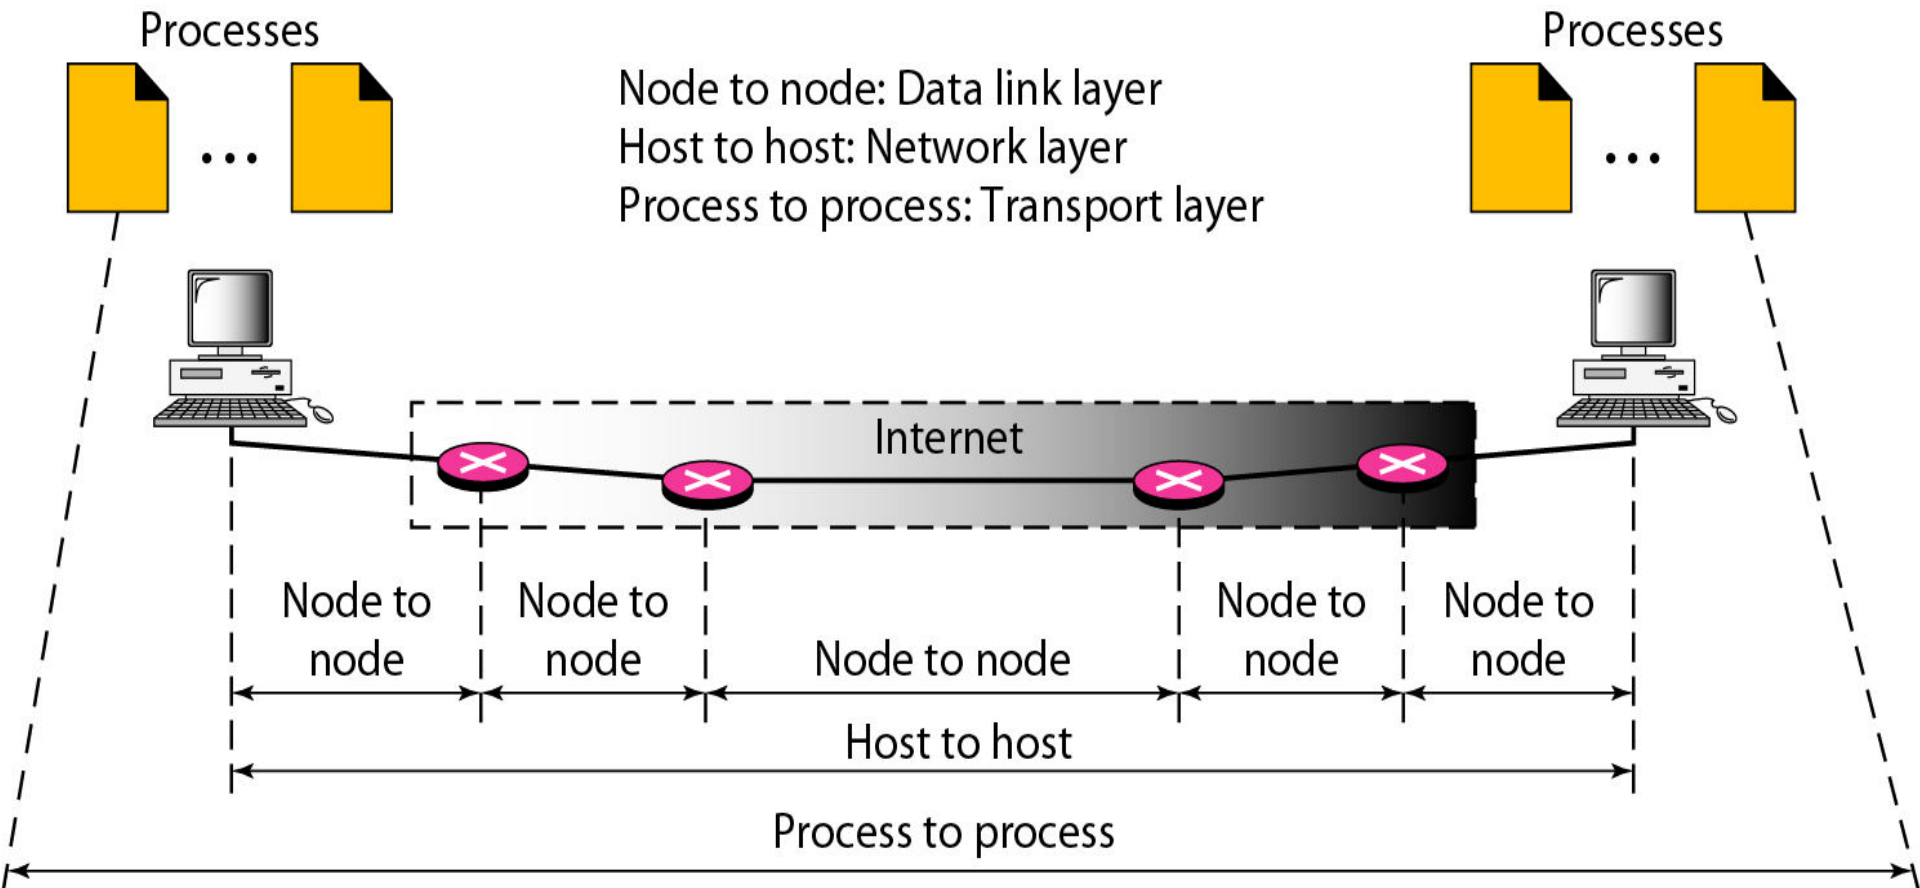 Processes
Processes
Node to node: Data link layer
Host to host: Network layer
Process to process: Transport layer
...
...
Internet
Node to
node
Node to
node
Node to node
Node to
node
Node to
node
Host to host
Process to process